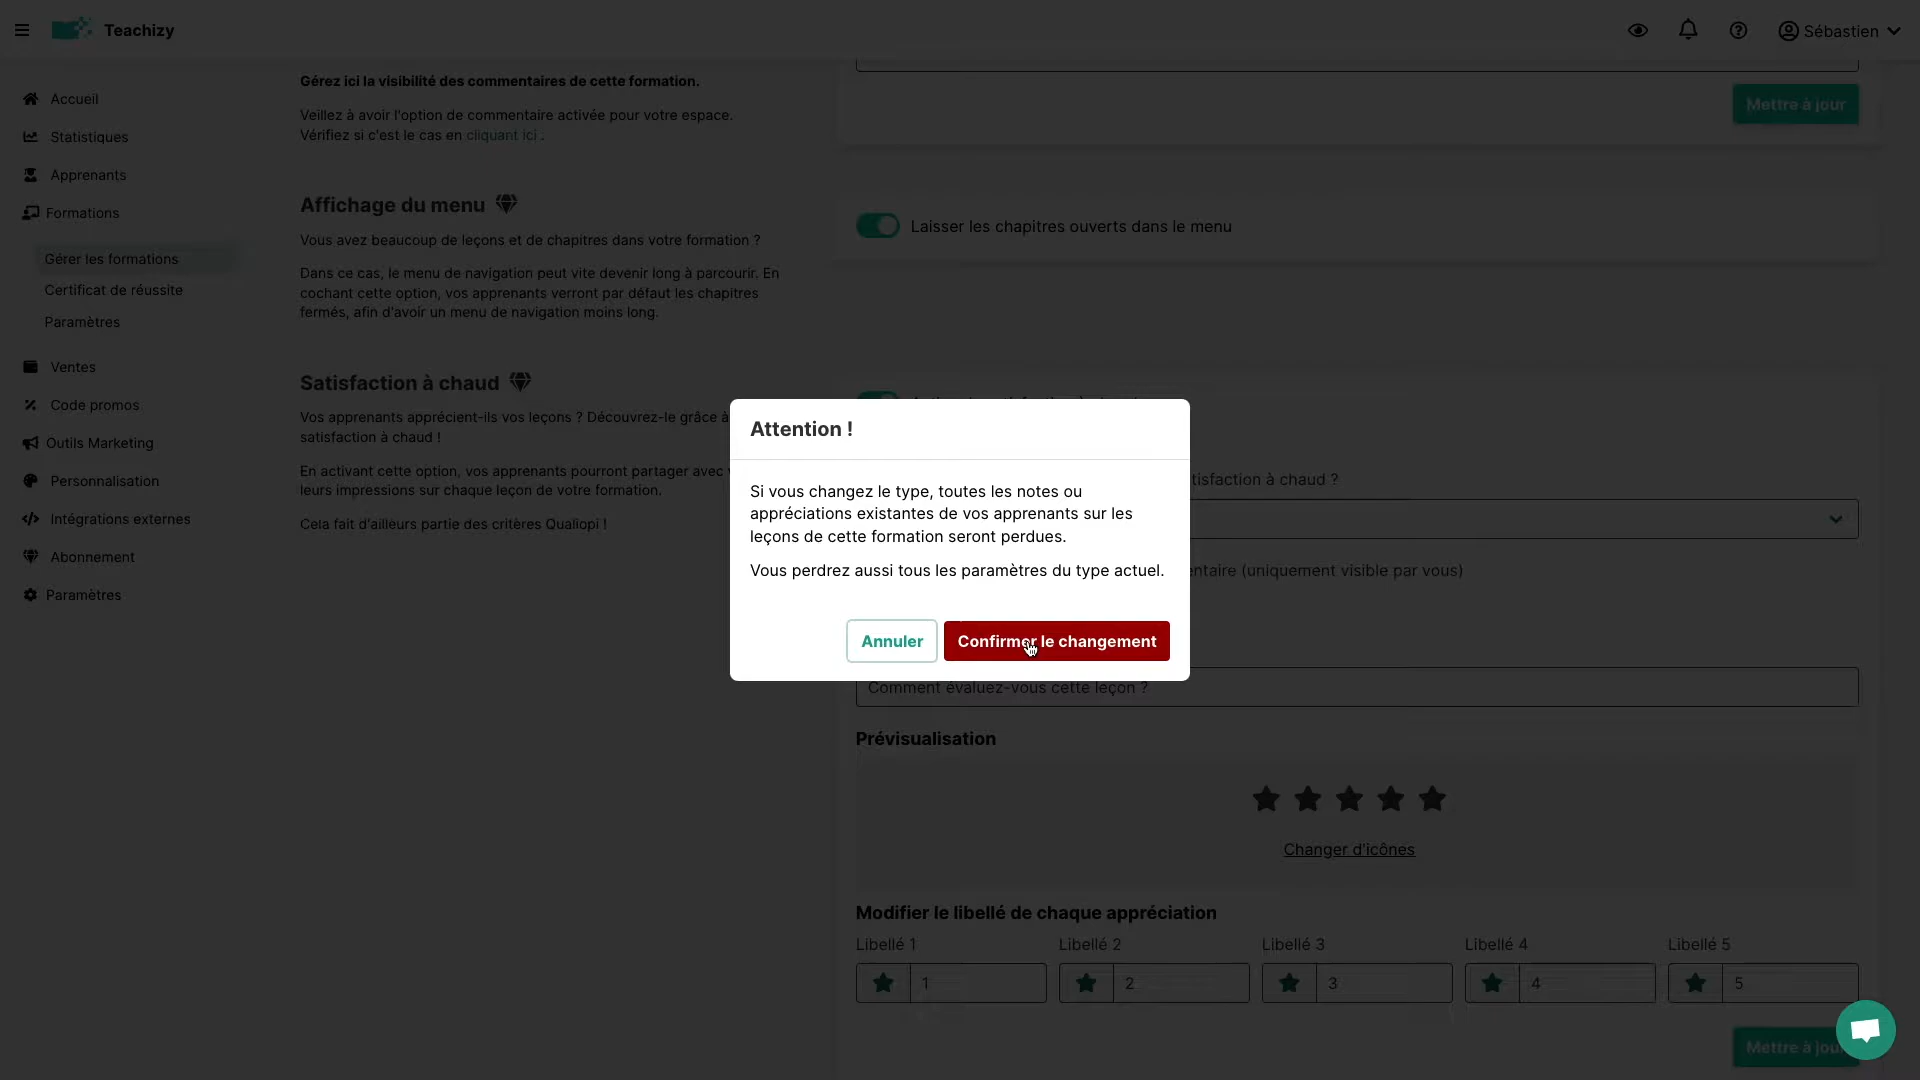 Teachizy
Sébastien
Accueil
Statistiques
Apprenants
Formations
Gérer les formations
Certificat de réussite
Paramètres
Ventes
Code promos
Outils Marketing
Personnalisation
Intégrations externes
Abonnement
Paramètres
Gérez ici la visibilité des commentaires de cette formation.
Veillez à avoir l'option de commentaire activée pour votre espace.
Vérifiez si c'est le cas en cliquant ici .
Mettre à jour
Affichage du menu
Vous avez beaucoup de leçons et de chapitres dans votre formation ?
Dans ce cas, le menu de navigation peut vite devenir long à parcourir. En
cochant cette option, vos apprenants verront par défaut les chapitres
fermés, afin d'avoir un menu de navigation moins long.
Laisser les chapitres ouverts dans le menu
Satisfaction à chaud
Vos apprenants apprécient-ils vos leçons ? Découvrez-le grâce à
satisfaction à chaud !
En activant cette option, vos apprenants pourront partager avec
leurs impressions sur chaque leçon de votre formation.
Cela fait d'ailleurs partie des critères Qualiopi !
Attention !
Si vous changez le type, toutes les notes ou
appréciations existantes de vos apprenants sur les
leçons de cette formation seront perdues.
Vous perdrez aussi tous les paramètres du type actuel.
Annuler
Confirmer le changement
tisfaction à chaud ?
entaire (uniquement visible par vous)
Comment évaluez-vous cette leçon ?
Prévisualisation
Changer d'icônes
Modifier le libellé de chaque appréciation
Libellé 1 Libellé 2 Libellé 3 Libellé 4 Libellé 5
1 2 3 4 5
Mettre à jour